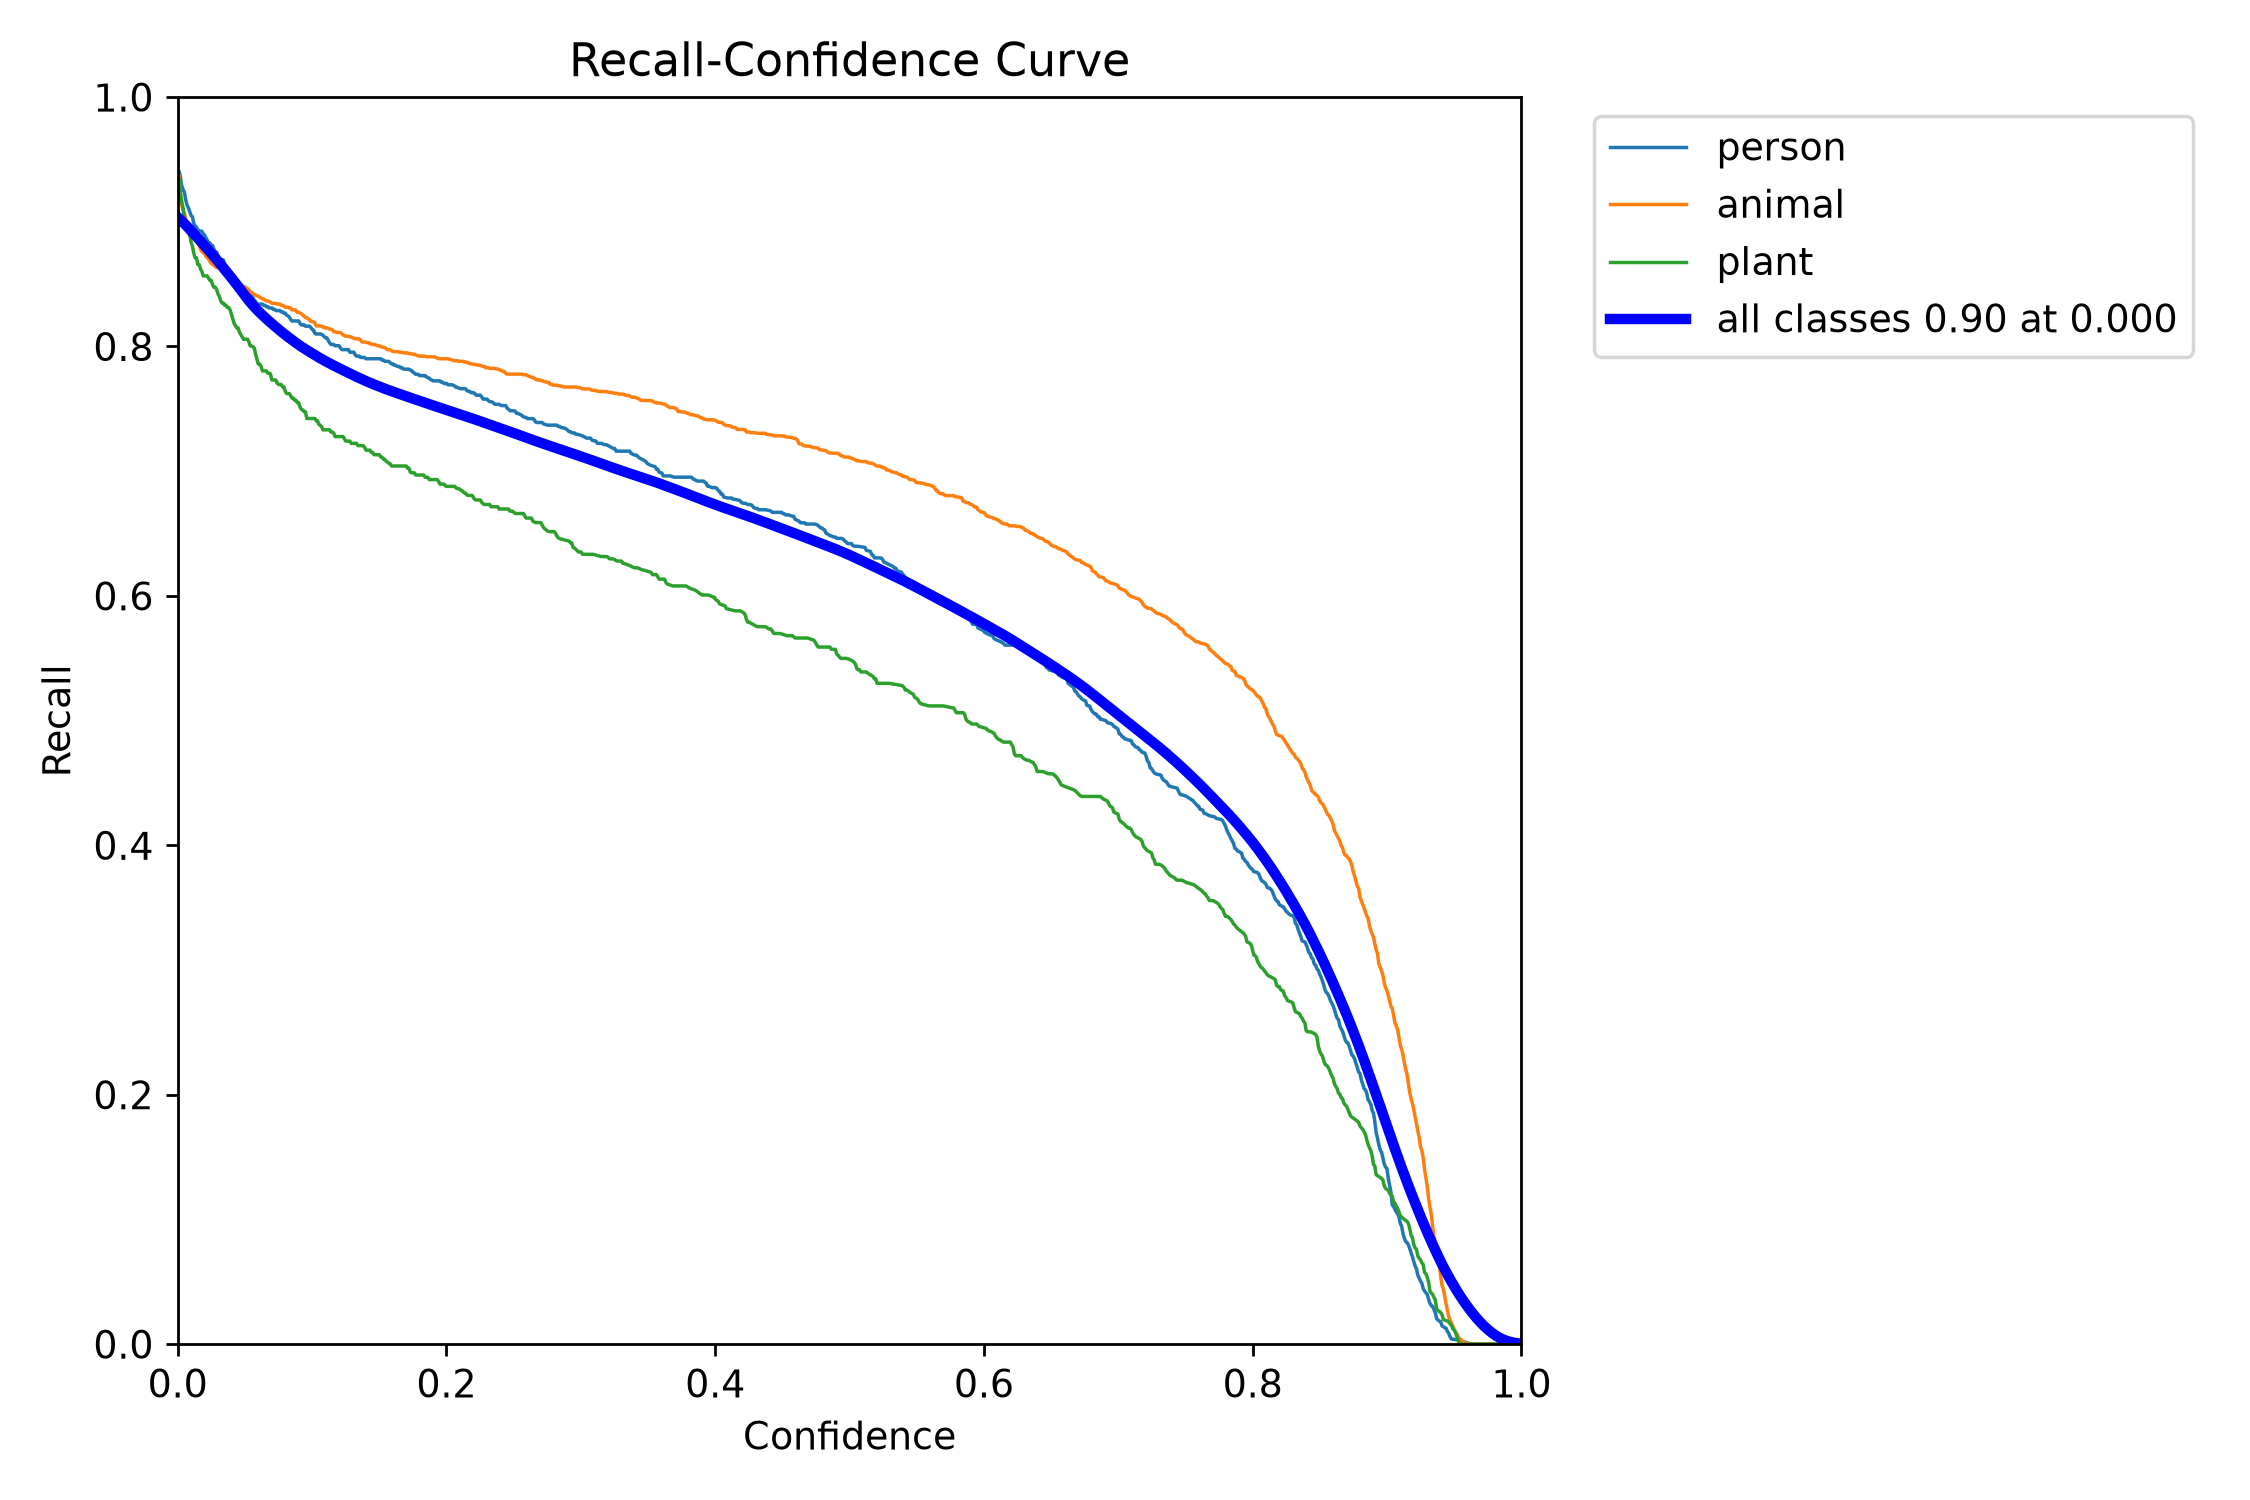 Recall-Confidence Curve
1.0
0.8
0.6
0.4
0.2
0.0
Recall
0.0 0.2 0.4 0.6 0.8 1.0
Confidence
person
animal
plant
all classes 0.90 at 0.000